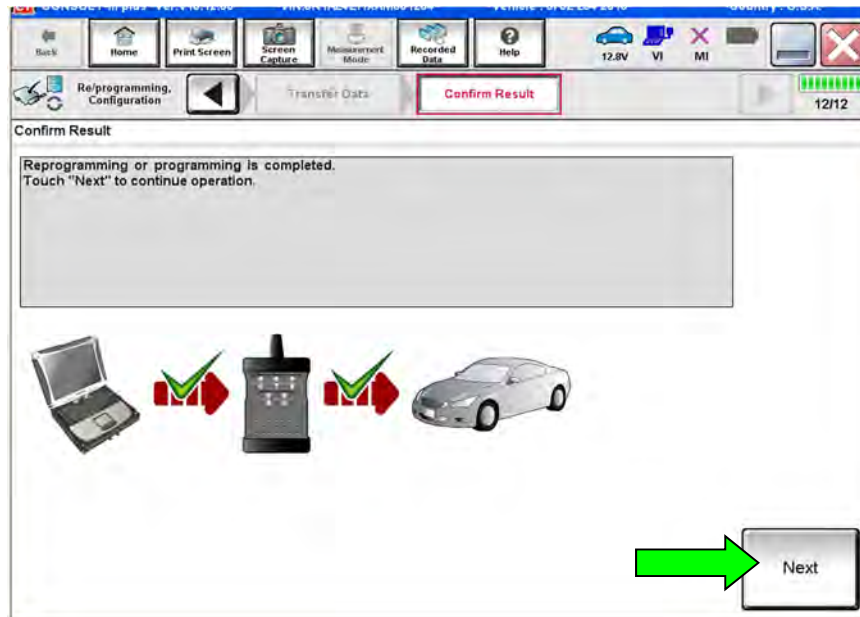 Back
Home
Print Screen
Screen
Capture
Measurement
Mode
Recorded
Data
Help
12.8V
VI
MI
Re/programming,
Configuration
Transfer Data
Confirm Result
12/12
Confirm Result
Reprogramming or programming is completed.
Touch "Next" to continue operation.
Next